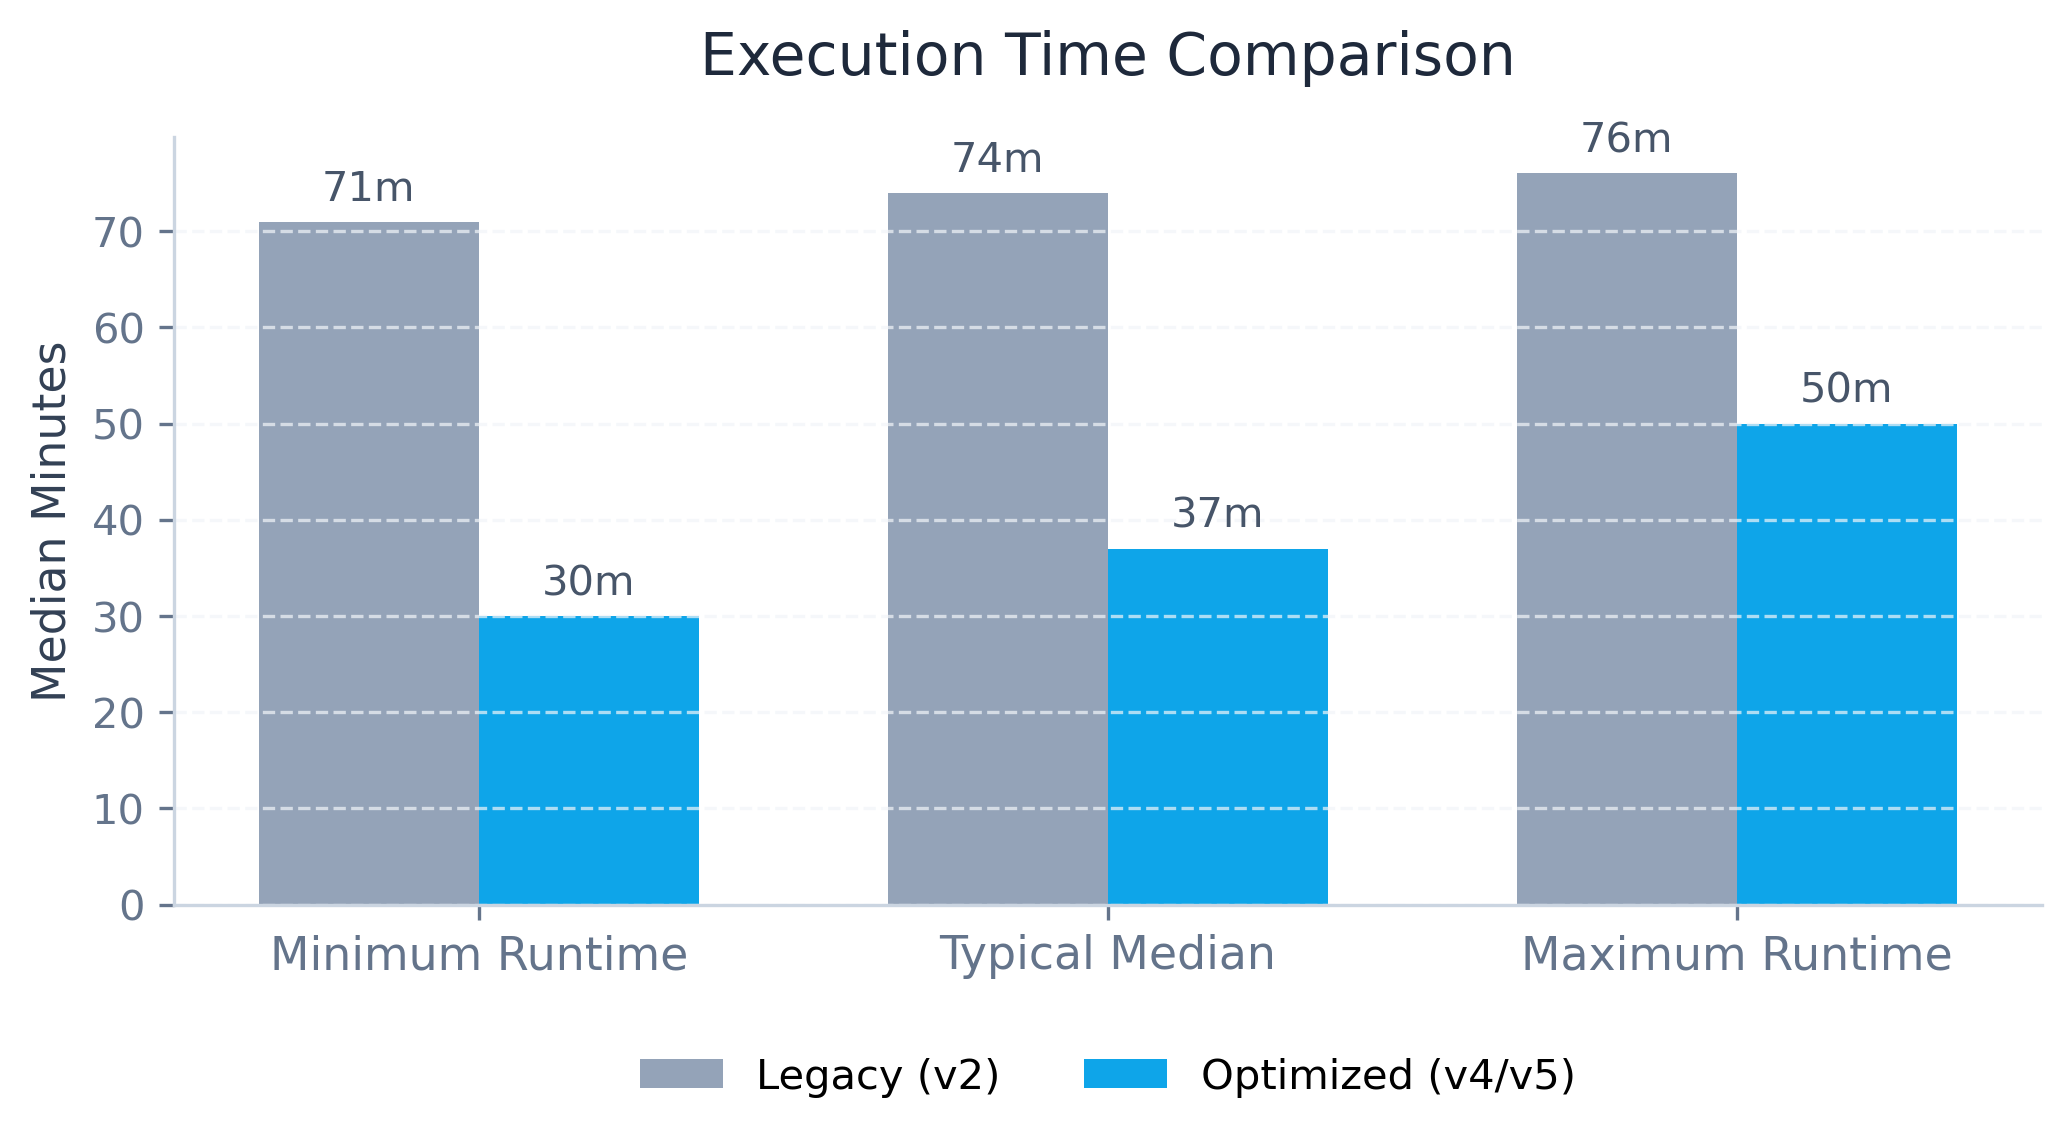 Execution Time Comparison
Median Minutes
70
60
50
40
30
20
10
0
71m
30m
74m
37m
76m
50m
Minimum Runtime
Typical Median
Maximum Runtime
Legacy (v2)
Optimized (v4/v5)